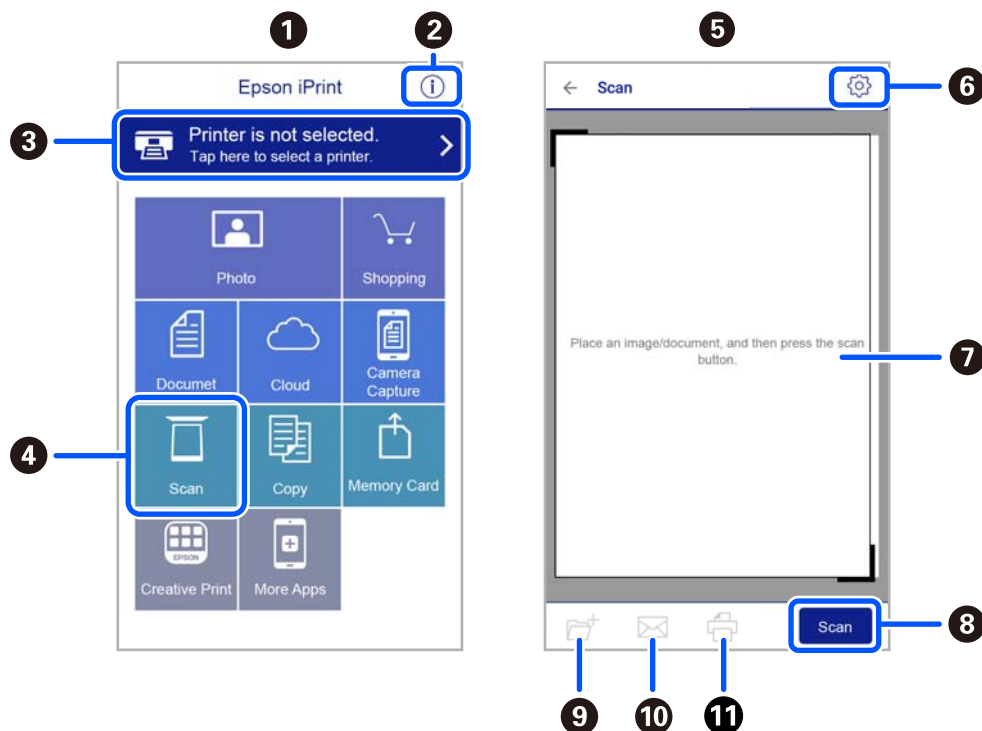 1
2
5
Epson iPrint
i
Scan
6
3
Printer is not selected.
Tap here to select a printer.
Photo
Shopping
Place an image/document, and then press the scan
button.
7
Documet
Cloud
Camera
Capture
4
Scan
Copy
Memory Card
EPSON
Creative Print
More Apps
Scan
8
9
10
11